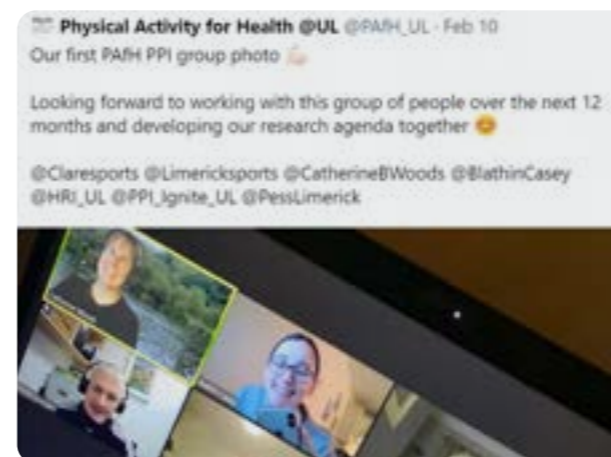 Physical Activity for Health @UL @PAfH_UL · Feb 10
Our first PAfH PPI group photo 💪🏻
Looking forward to working with this group of people over the next 12
months and developing our research agenda together 😊
@Claresports @Limericksports @CatherineBWoods @BlathinCasey
@HRI_UL @PPI_Ignite_UL @PessLimerick